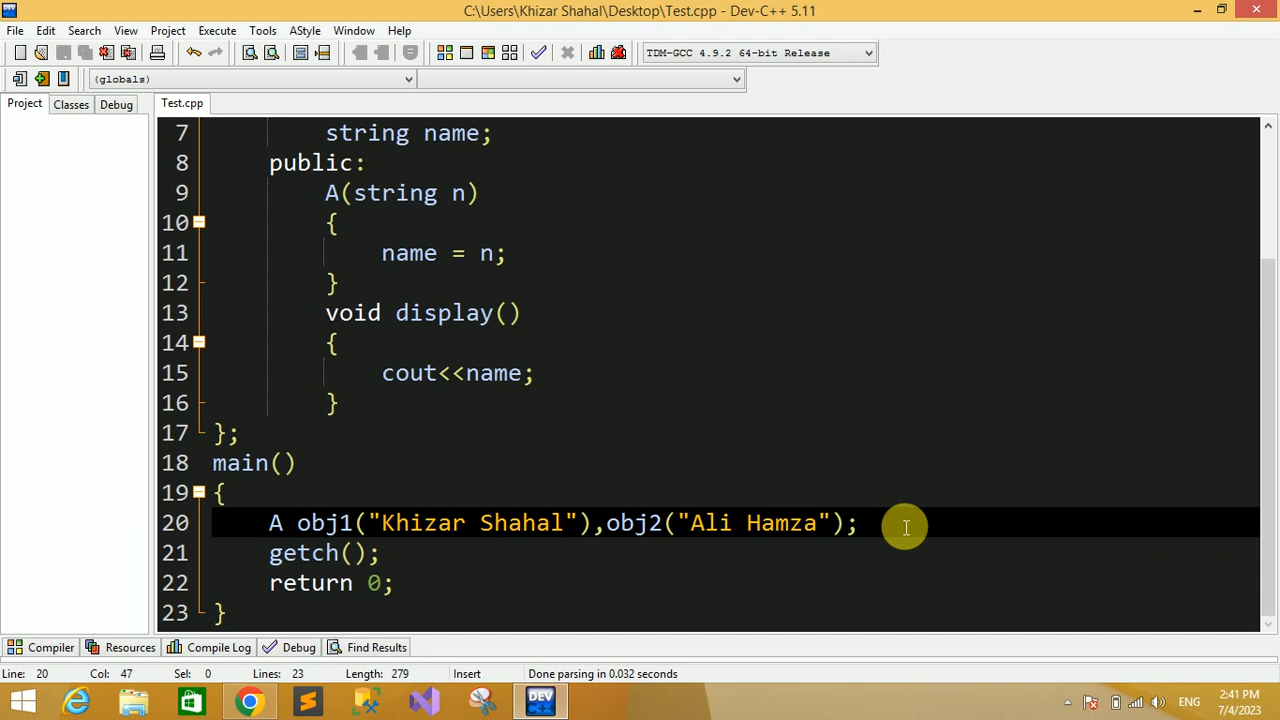 C:\Users\Khizar Shahal\Desktop\Test.cpp - Dev-C++ 5.11
File Edit Search View Project Execute Tools AStyle Window Help
TDM-GCC 4.9.2 64-bit Release
(globals)
Project Classes Debug Test.cpp
7 string name;
8 public:
9 A(string n)
10 {
11 name = n;
12 }
13 void display()
14 {
15 cout<<name;
16 }
17 };
18 main()
19 {
20 A obj1("Khizar Shahal"),obj2("Ali Hamza");
21 getch();
22 return 0;
23 }
Compiler Resources Compile Log Debug Find Results
Line: 20 Col: 47 Sel: 0 Lines: 23 Length: 279 Insert Done parsing in 0.032 seconds
DEV
ENG
2:41 PM
7/4/2023